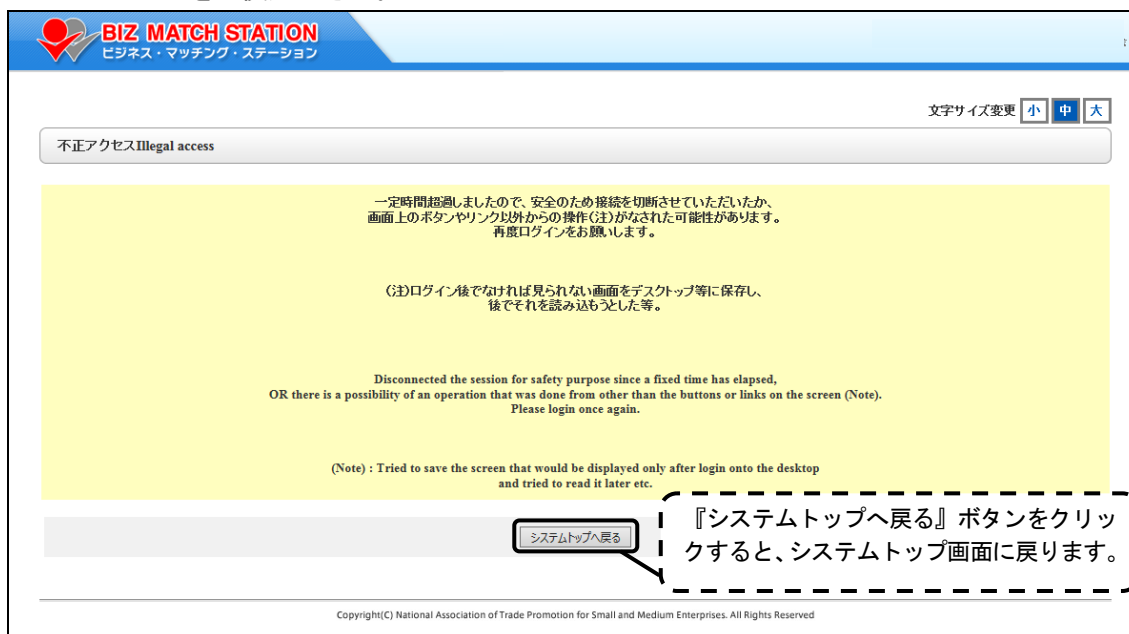 BIZ MATCH STATION
ビジネス・マッチング・ステーション
文字サイズ変更 小 中 大
不正アクセスIllegal access
一定時間超過しましたので、安全のため接続を切断させていただいたか、
画面上のボタンやリンク以外からの操作(注)がなされた可能性があります。
再度ログインをお願いします。
(注)ログイン後でなければ見られない画面をデスクトップ等に保存し、
後でそれを読み込もうとした等。
Disconnected the session for safety purpose since a fixed time has elapsed,
OR there is a possibility of an operation that was done from other than the buttons or links on the screen (Note).
Please login once again.
(Note) : Tried to save the screen that would be displayed only after login onto the desktop
and tried to read it later etc.
システムトップへ戻る
『システムトップへ戻る』ボタンをクリッ
クすると、システムトップ画面に戻ります。
Copyright(C) National Association of Trade Promotion for Small and Medium Enterprises. All Rights Reserved